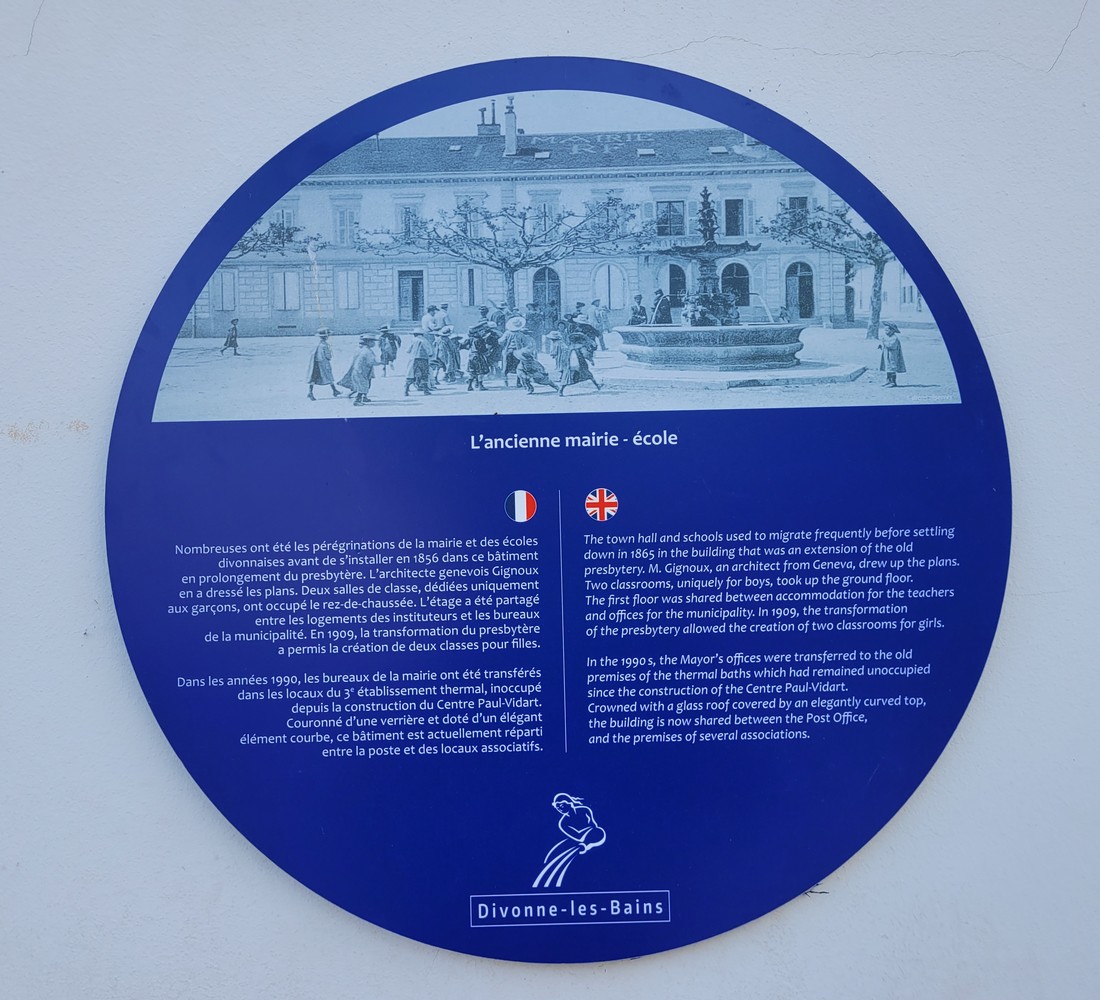 MAIRIE
RF
L'ancienne mairie - école
Nombreuses ont été les pérégrinations de la mairie et des écoles
divonnaises avant de s'installer en 1856 dans ce bâtiment
en prolongement du presbytère. L'architecte genevois Gignoux
en a dressé les plans. Deux salles de classe, dédiées uniquement
aux garçons, ont occupé le rez-de-chaussée. L'étage a été partagé
entre les logements des instituteurs et les bureaux
de la municipalité. En 1909, la transformation du presbytère
a permis la création de deux classes pour filles.
Dans les années 1990, les bureaux de la mairie ont été transférés
dans les locaux du 3e établissement thermal, inoccupé
depuis la construction du Centre Paul-Vidart.
Couronné d'une verrière et doté d'un élégant
élément courbe, ce bâtiment est actuellement réparti
entre la poste et des locaux associatifs.
The town hall and schools used to migrate frequently before settling
down in 1865 in the building that was an extension of the old
presbytery. M. Gignoux, an architect from Geneva, drew up the plans.
Two classrooms, uniquely for boys, took up the ground floor.
The first floor was shared between accommodation for the teachers
and offices for the municipality. In 1909, the transformation
of the presbytery allowed the creation of two classrooms for girls.
In the 1990s, the Mayor's offices were transferred to the old
premises of the thermal baths which had remained unoccupied
since the construction of the Centre Paul-Vidart.
Crowned with a glass roof covered by an elegantly curved top,
the building is now shared between the Post Office,
and the premises of several associations.
Divonne-les-Bains